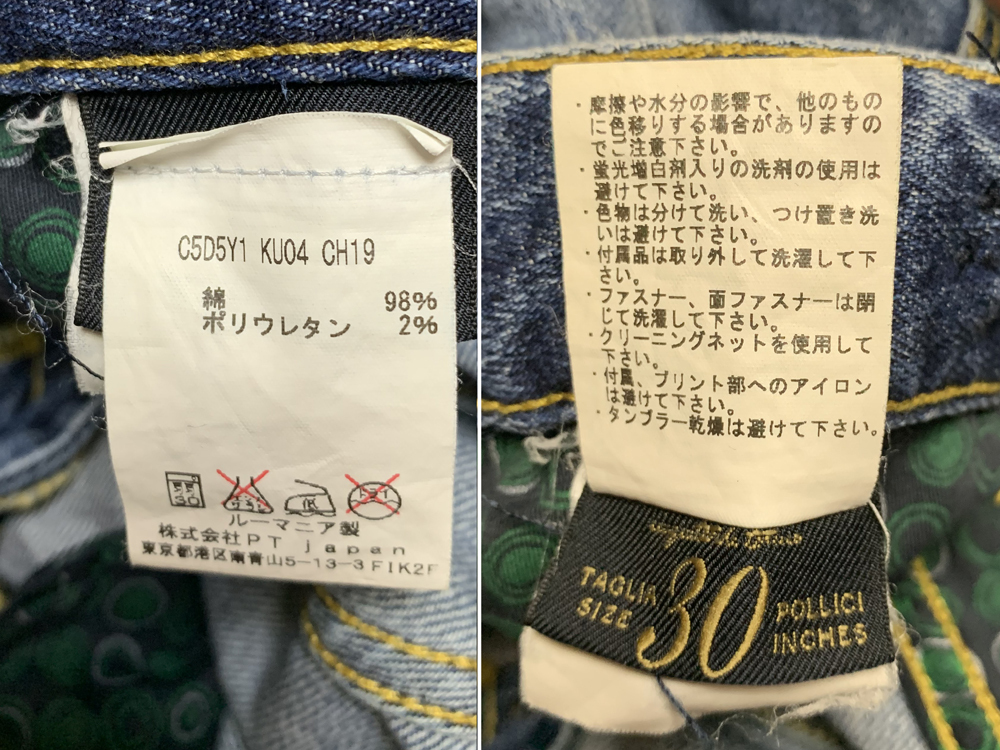 C5D5Y1 KU04 CH19
綿 98%
ポリウレタン 2%
30
ルーマニア製
株式会社PT japan
東京都港区南青山5-13-3FIK2F
・摩擦や水分の影響で、他のもの
に色移りする場合がありますの
でご注意下さい。
・蛍光増白剤入りの洗剤の使用は
避けて下さい。
・色物は分けて洗い、つけ置き洗
いは避けて下さい。
・付属品は取り外して洗濯して下
さい。
・ファスナー、面ファスナーは閉
じて洗濯して下さい。
・クリーニングネットを使用して
下さい。
・付属、プリント部へのアイロン
は避けて下さい。
・タンブラー乾燥は避けて下さい。
TAGLIA
SIZE
30
POLLICI
INCHES